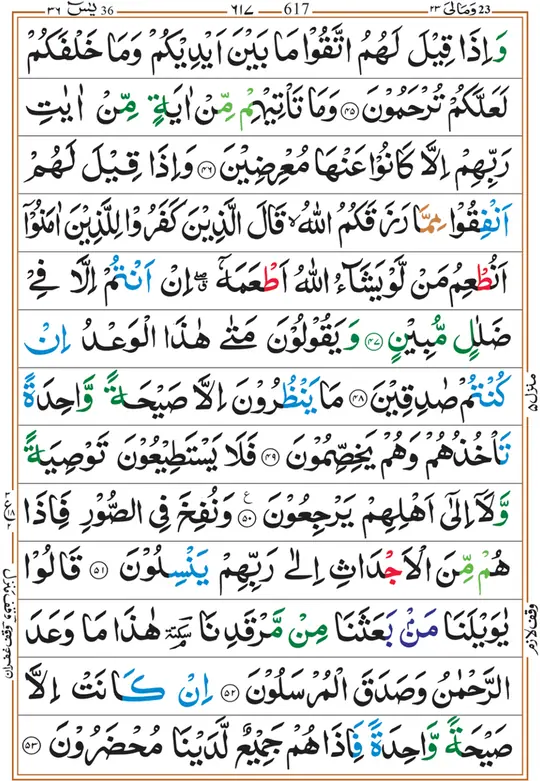 وَمَالِیَ ٢٣ 23 617 ٦١٧ يٰسٓ 36 ٣٦
وَاِذَا قِيْلَ لَهُمُ اتَّقُوْا مَا بَيْنَ اَيْدِيْكُمْ وَمَا خَلْفَكُمْ
لَعَلَّكُمْ تُرْحَمُوْنَ ﴿٤٥﴾ وَمَا تَاْتِيْهِمْ مِّنْ اٰيَةٍ مِّنْ اٰيٰتِ
رَبِّهِمْ اِلَّا كَانُوْا عَنْهَا مُعْرِضِيْنَ ﴿٤٦﴾ وَاِذَا قِيْلَ لَهُمْ
اَنْفِقُوْا مِمَّا رَزَقَكُمُ اللّٰهُ ۙ قَالَ الَّذِيْنَ كَفَرُوْا لِلَّذِيْنَ اٰمَنُوْٓا
اَنُطْعِمُ مَنْ لَّوْ يَشَآءُ اللّٰهُ اَطْعَمَهٗٓ ۖۗ اِنْ اَنْتُمْ اِلَّا فِيْ
ضَلٰلٍ مُّبِيْنٍ ﴿٤٧﴾ وَيَقُوْلُوْنَ مَتٰى هٰذَا الْوَعْدُ اِنْ
كُنْتُمْ صٰدِقِيْنَ ﴿٤٨﴾ مَا يَنْظُرُوْنَ اِلَّا صَيْحَةً وَّاحِدَةً
تَاْخُذُهُمْ وَهُمْ يَخِصِّمُوْنَ ﴿٤٩﴾ فَلَا يَسْتَطِيْعُوْنَ تَوْصِيَةً
وَّلَآ اِلٰٓى اَهْلِهِمْ يَرْجِعُوْنَ ﴿٥٠﴾ ع وَنُفِخَ فِي الصُّوْرِ فَاِذَا
هُمْ مِّنَ الْاَجْدَاثِ اِلٰى رَبِّهِمْ يَنْسِلُوْنَ ﴿٥١﴾ قَالُوْا
يٰوَيْلَنَا مَنْۢ بَعَثَنَا مِنْ مَّرْقَدِنَا ۘ سكتة هٰذَا مَا وَعَدَ
الرَّحْمٰنُ وَصَدَقَ الْمُرْسَلُوْنَ ﴿٥٢﴾ اِنْ كَانَتْ اِلَّا
صَيْحَةً وَّاحِدَةً فَاِذَا هُمْ جَمِيْعٌ لَّدَيْنَا مُحْضَرُوْنَ ﴿٥٣﴾
منزل ٥
وقف لازم
وقف غفران